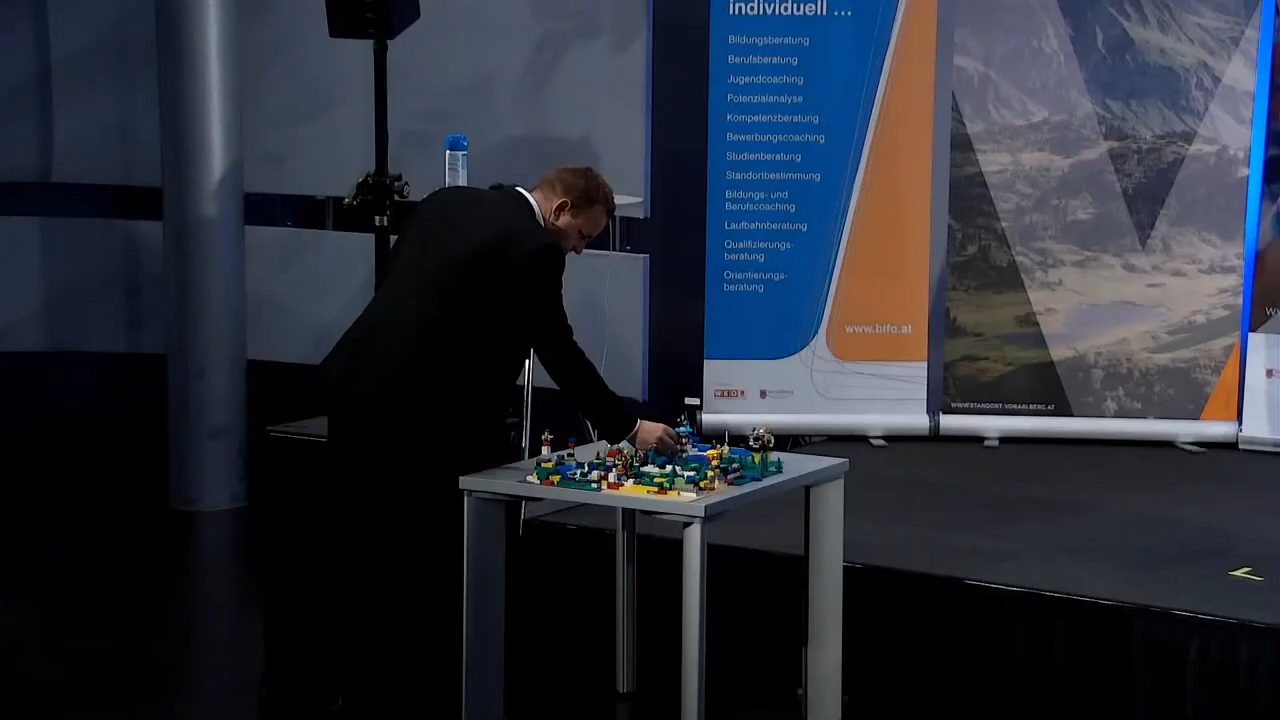 individuell ...
Bildungsberatung
Berufsberatung
Jugendcoaching
Potenzialanalyse
Kompetenzberatung
Bewerbungscoaching
Studienberatung
Standortbestimmung
Bildungs- und
Berufscoaching
Laufbahnberatung
Qualifizierungs-
beratung
Orientierungs-
beratung
www.bifo.at
WKO
WWW.STANDORT-VORARLBERG.AT